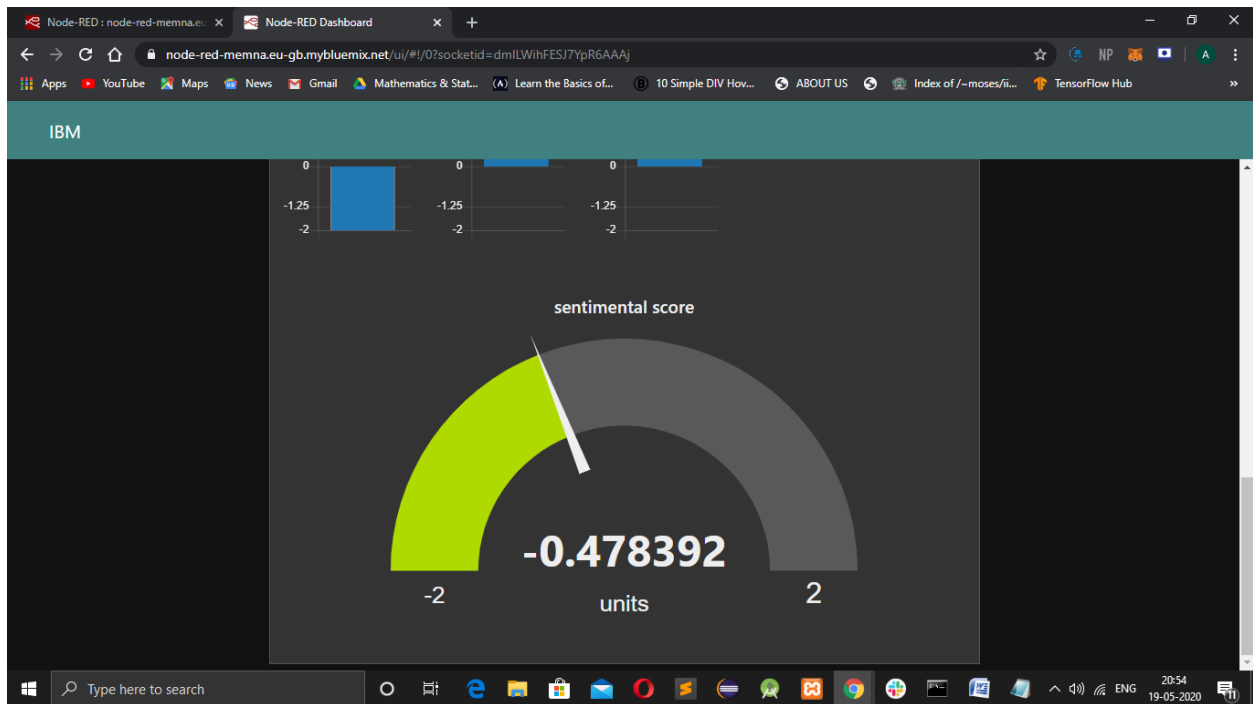 Node-RED : node-red-memna.eu
Node-RED Dashboard
node-red-memna.eu-gb.mybluemix.net/ui/#!/0?socketid=dmlLWihFESJ7YpR6AAAj
NP
A
Apps YouTube Maps News Gmail Mathematics & Stat... Learn the Basics of... 10 Simple DIV How... ABOUT US Index of /~moses/ii... TensorFlow Hub »
IBM
0 0 0
-1.25 -1.25 -1.25
-2 -2 -2
sentimental score
-0.478392
-2 units 2
Type here to search
ENG
20:54
19-05-2020
11